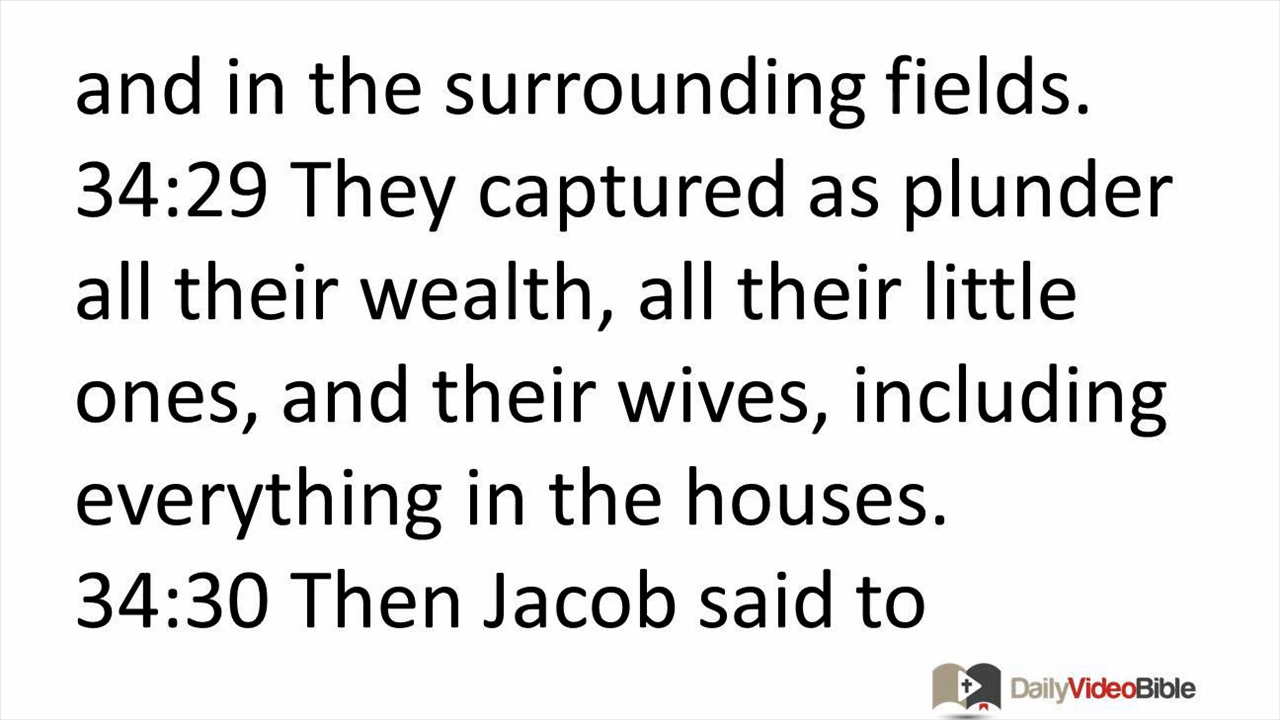 and in the surrounding fields.
34:29 They captured as plunder
all their wealth, all their little
ones, and their wives, including
everything in the houses.
34:30 Then Jacob said to
DailyVideoBible